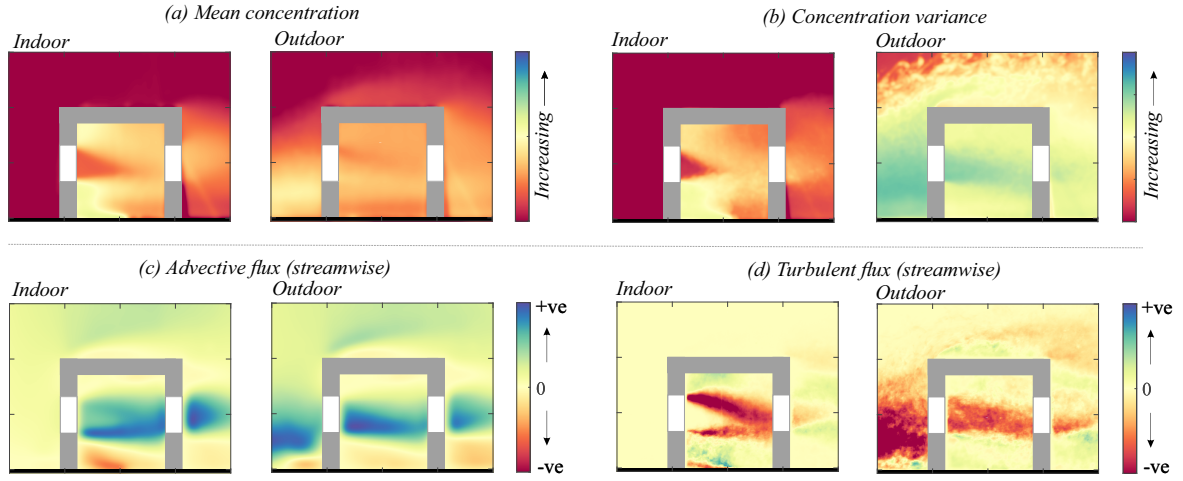 (a) Mean concentration
(b) Concentration variance
Indoor
Outdoor
Increasing
Indoor
Outdoor
Increasing
(c) Advective flux (streamwise)
(d) Turbulent flux (streamwise)
Indoor
Outdoor
+ve
0
-ve
Indoor
Outdoor
+ve
0
-ve